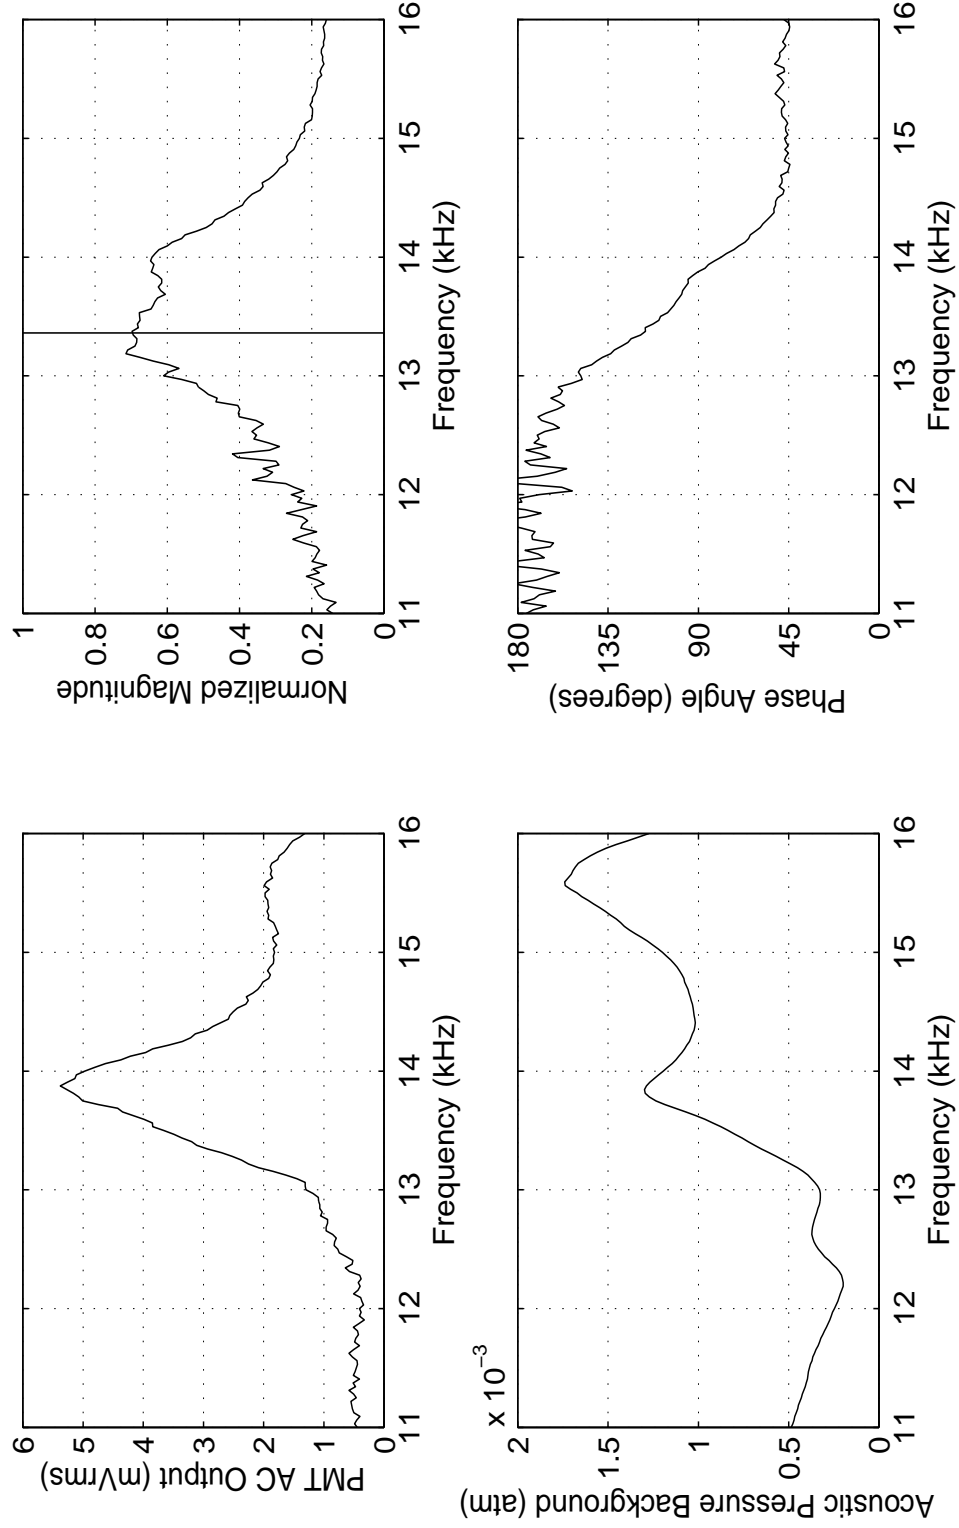 6
5
4
3
2
1
0
11 12 13 14 15 16
PMT AC Output (mVrms)
Frequency (kHz)
1
0.8
0.6
0.4
0.2
0
11 12 13 14 15 16
Normalized Magnitude
Frequency (kHz)
x 10⁻³
2
1.5
1
0.5
0
11 12 13 14 15 16
Acoustic Pressure Background (atm)
Frequency (kHz)
180
135
90
45
0
11 12 13 14 15 16
Phase Angle (degrees)
Frequency (kHz)